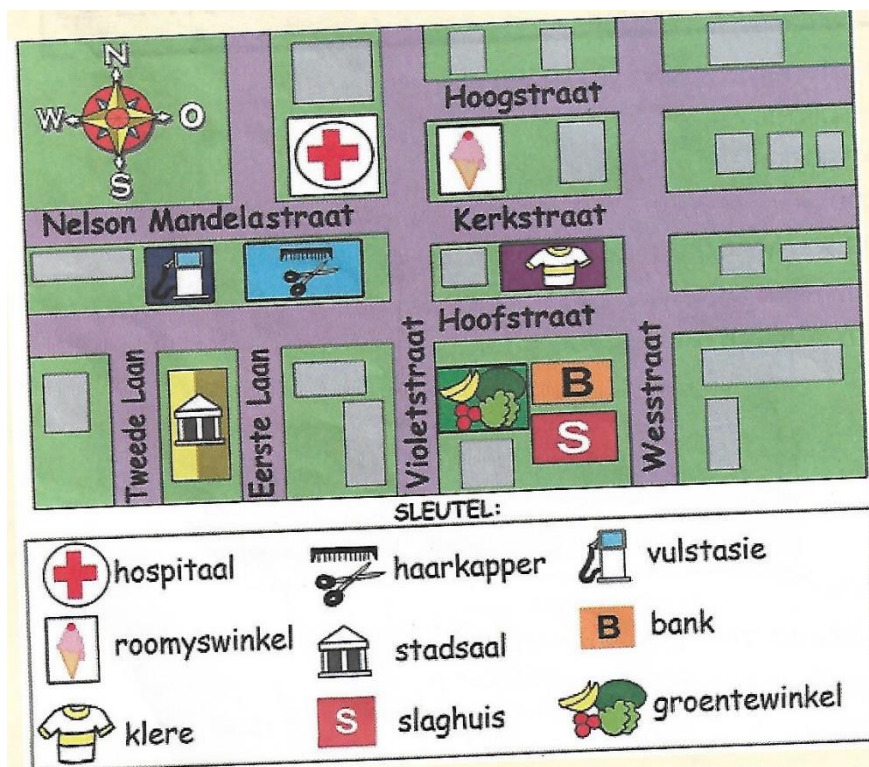 N
W O
S
Hoogstraat
Nelson Mandelastraat
Kerkstraat
Hoofstraat
Tweede Laan
Eerste Laan
Violetstraat
Wesstraat
B
S
SLEUTEL:
hospitaal
haarkapper
vulstasie
roomyswinkel
stadsaal
B bank
klere
S slaghuis
groentewinkel